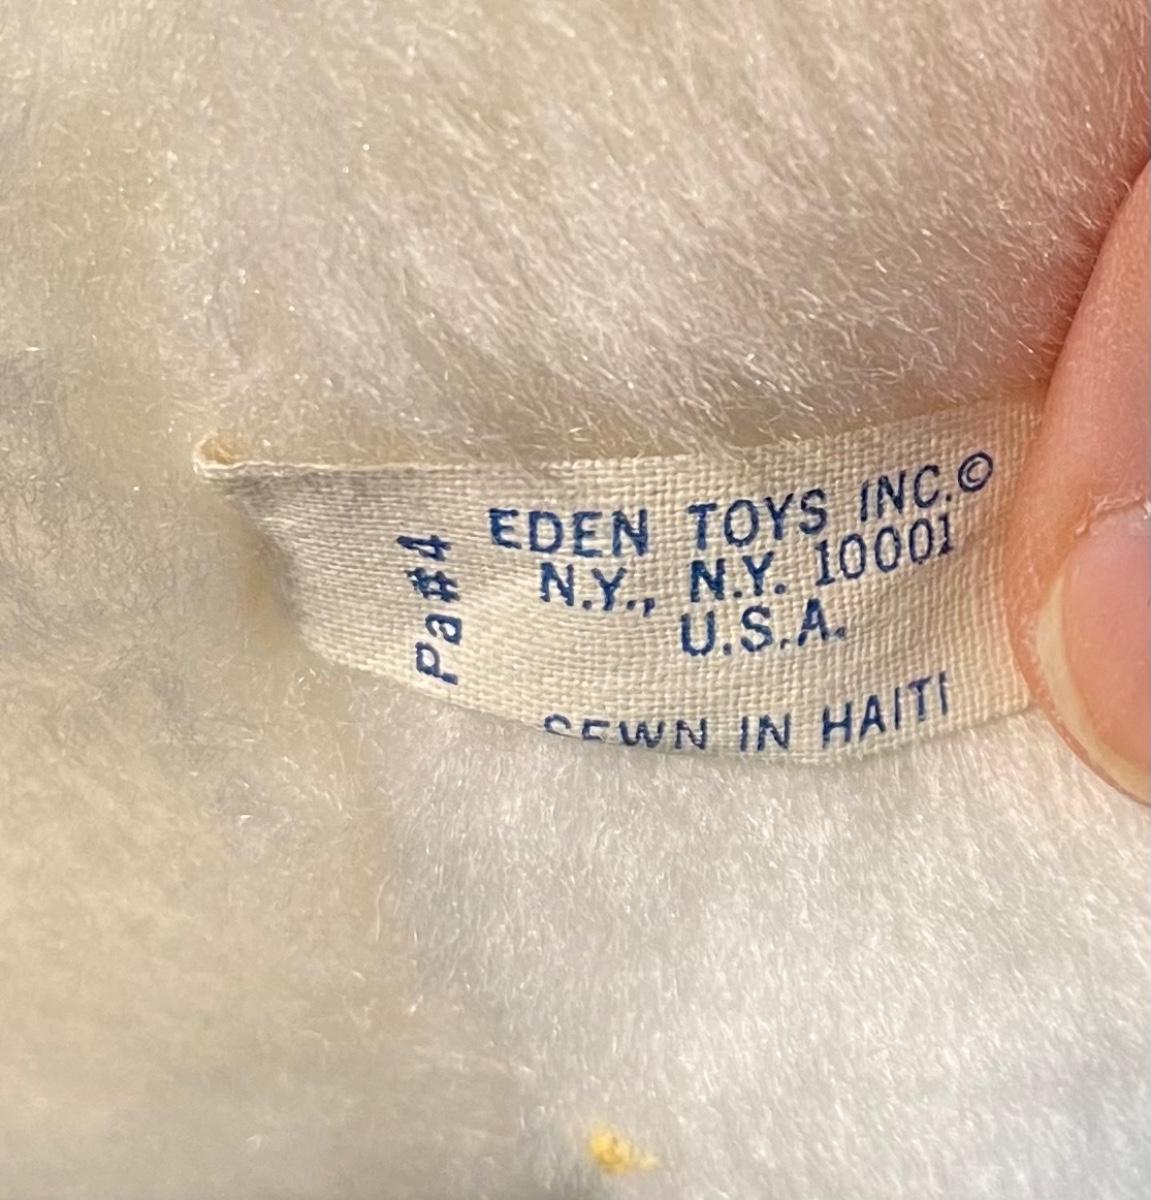 Pa#4
EDEN TOYS INC.©
N.Y., N.Y. 10001
U.S.A.
SEWN IN HAITI